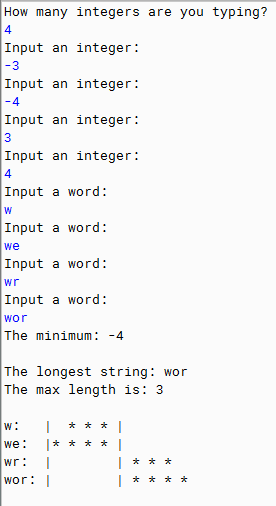 How many integers are you typing?
4
Input an integer:
-3
Input an integer:
-4
Input an integer:
3
Input an integer:
4
Input a word:
w
Input a word:
we
Input a word:
wr
Input a word:
wor
The minimum: -4

The longest string: wor
The max length is: 3

w:   |  * * * |
we:  |* * * * |
wr:  |        | * * *
wor: |        | * * * *